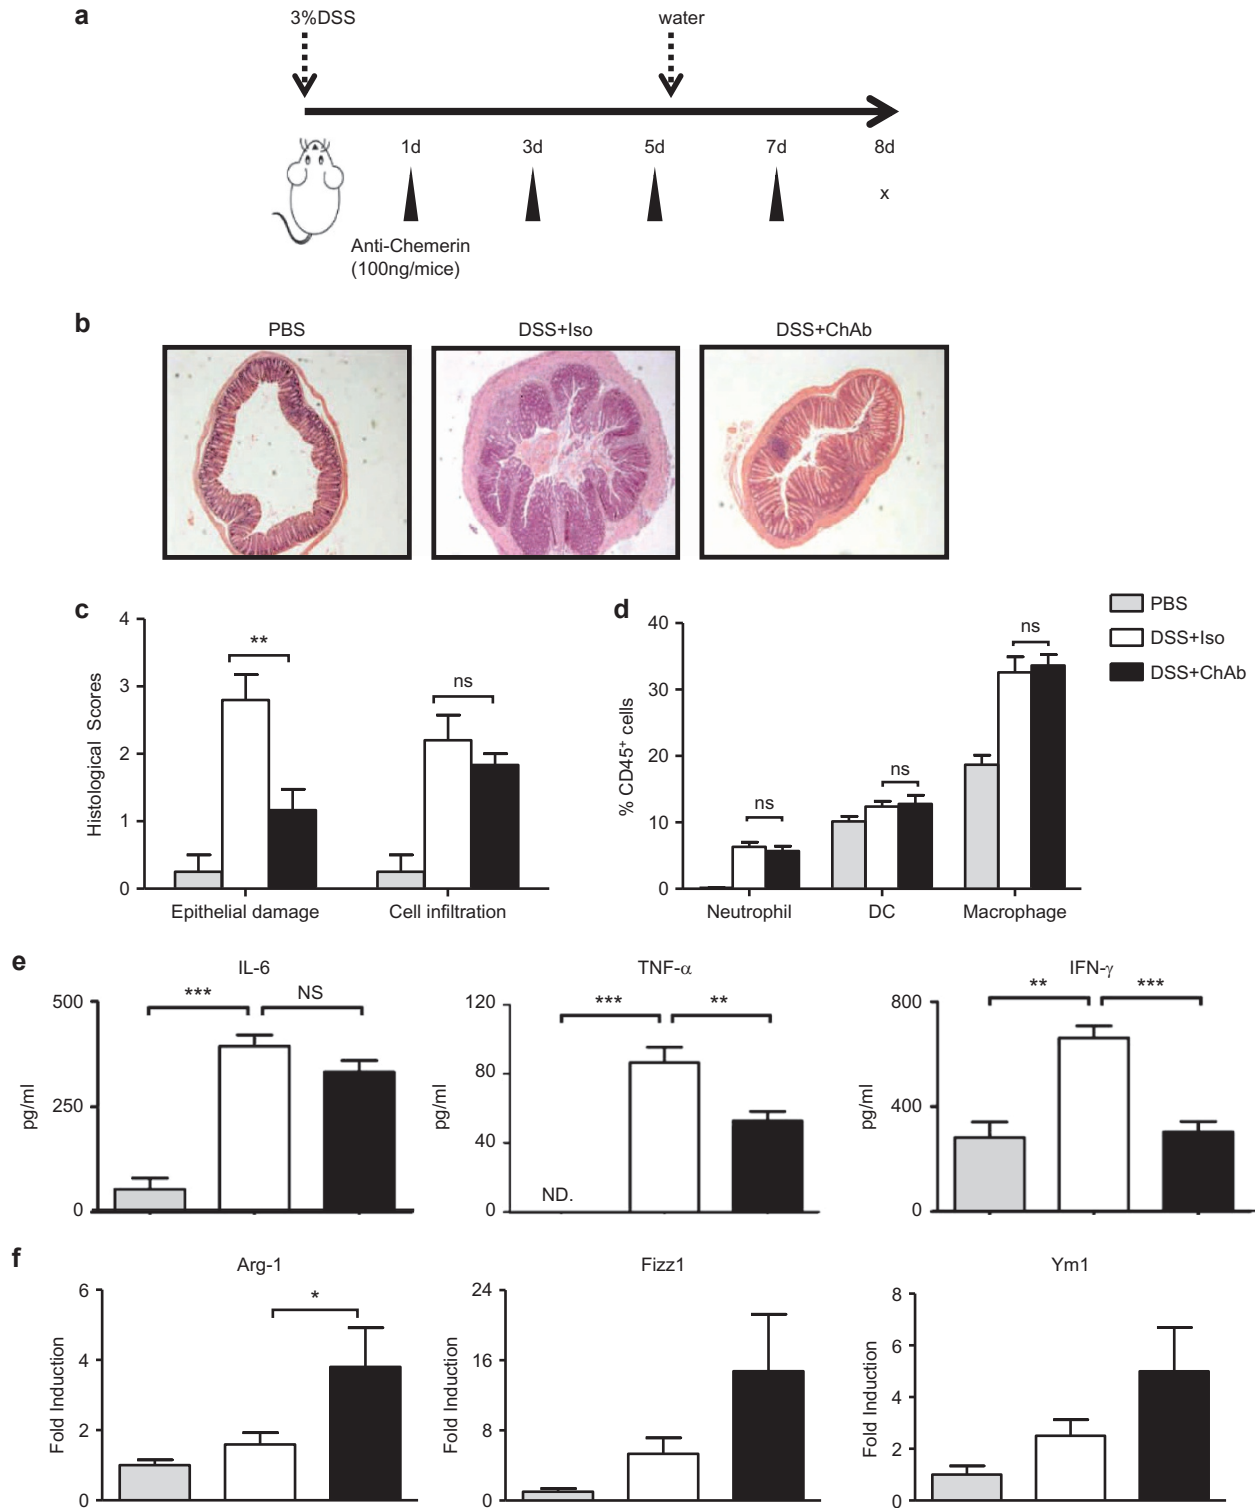 a
3%DSS
water
1d
3d
5d
7d
8d
x
Anti-Chemerin
(100ng/mice)
b
PBS
DSS+Iso
DSS+ChAb
c
4
3
2
1
0
Histological Scores
**
ns
Epithelial damage
Cell infiltration
d
40
30
20
10
0
% CD45⁺ cells
ns
ns
ns
Neutrophil
DC
Macrophage
PBS
DSS+Iso
DSS+ChAb
e
IL-6
500
250
0
pg/ml
***
NS
TNF-α
120
80
40
0
pg/ml
***
**
ND.
IFN-γ
800
400
0
pg/ml
**
***
f
Arg-1
6
4
2
0
Fold Induction
*
Fizz1
24
16
8
0
Fold Induction
Ym1
8
6
4
2
0
Fold Induction